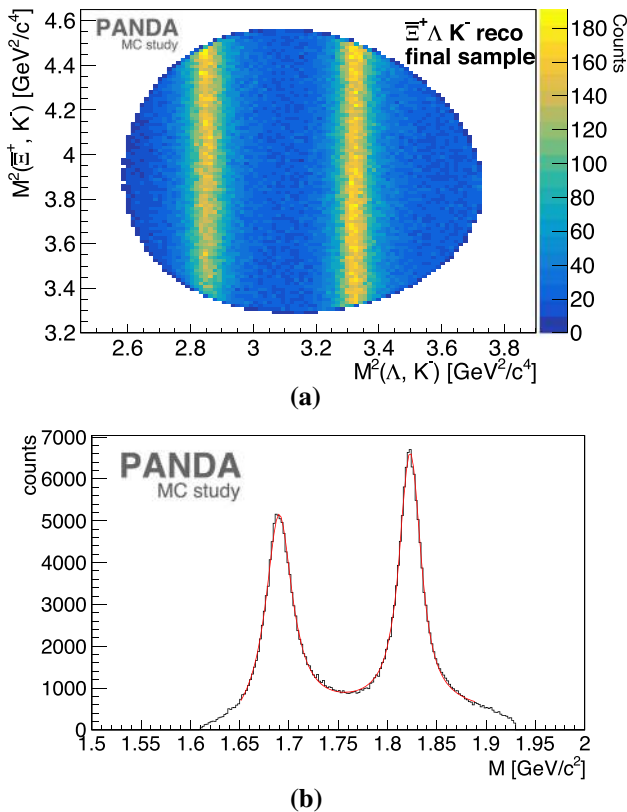 PANDA
MC study
Ξ̅⁺ Λ K⁻ reco
final sample
M²(Ξ̅⁺, K⁻) [GeV²/c⁴]
4.6
4.4
4.2
4
3.8
3.6
3.4
3.2
2.6 2.8 3 3.2 3.4 3.6 3.8
M²(Λ, K⁻) [GeV²/c⁴]
Counts
180
160
140
120
100
80
60
40
20
0
(a)
PANDA
MC study
counts
7000
6000
5000
4000
3000
2000
1000
0
1.5 1.55 1.6 1.65 1.7 1.75 1.8 1.85 1.9 1.95 2
M [GeV/c²]
(b)